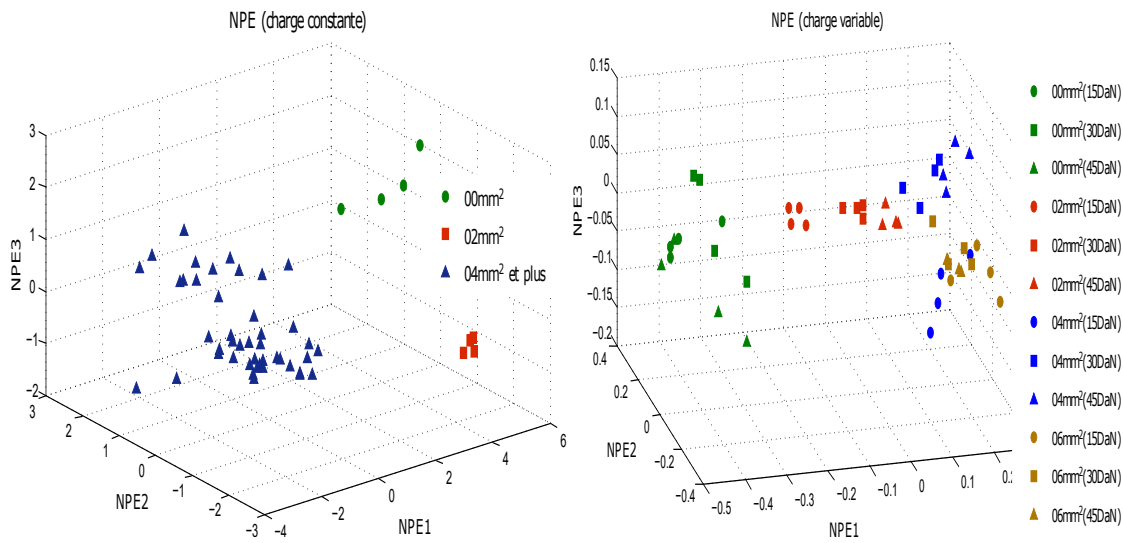 NPE (charge constante)
3
2
1
0
−1
−2
NPE3
3
2
1
0
−1
−2
−3
NPE2
−4
−2
0
2
4
6
NPE1
00mm²
02mm²
04mm² et plus
NPE (charge variable)
0.15
0.1
0.05
0
−0.05
−0.1
−0.15
−0.2
NPE3
0.4
0.2
0
−0.2
−0.4
NPE2
−0.5
−0.4
−0.3
−0.2
−0.1
0
0.1
NPE1
00mm²(15DaN)
00mm²(30DaN)
00mm²(45DaN)
02mm²(15DaN)
02mm²(30DaN)
02mm²(45DaN)
04mm²(15DaN)
04mm²(30DaN)
04mm²(45DaN)
06mm²(15DaN)
06mm²(30DaN)
06mm²(45DaN)